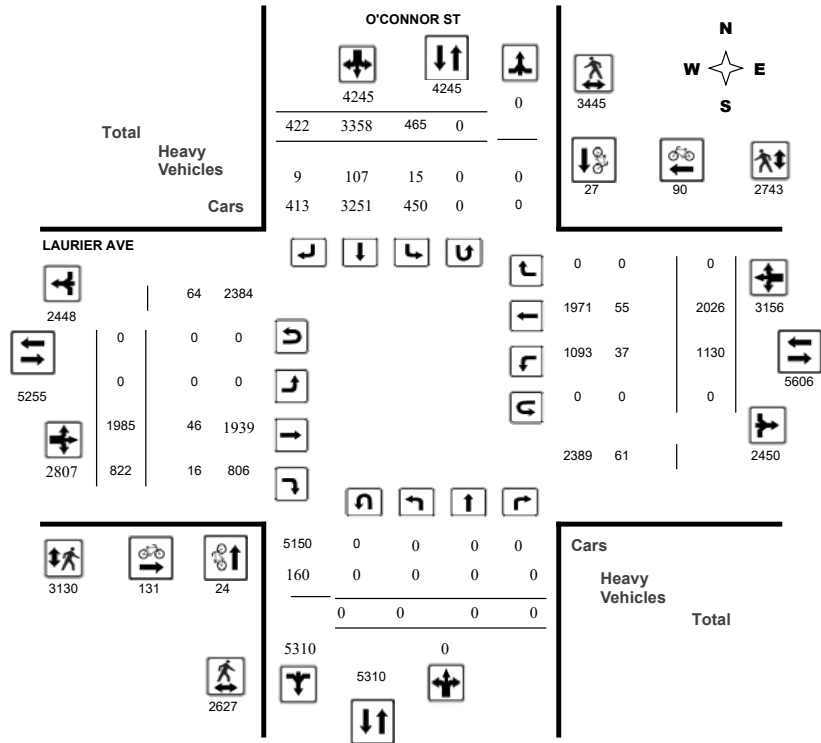 O'CONNOR ST
N
W E
S
4245
4245
0
3445
Total
422 3358 465 0
Heavy
Vehicles
9 107 15 0 0
27 90 2743
Cars
413 3251 450 0 0
LAURIER AVE
64 2384
0 0 0
2448
1971 55 2026
3156
0 0 0
5255
0 0 0
1093 37 1130
5606
0 0 0
1985 46 1939
2807
822 16 806
2389 61
2450
5150 0 0 0 0
Cars
160 0 0 0 0
Heavy
Vehicles
3130 131 24
0 0 0 0
Total
5310 0
5310
2627